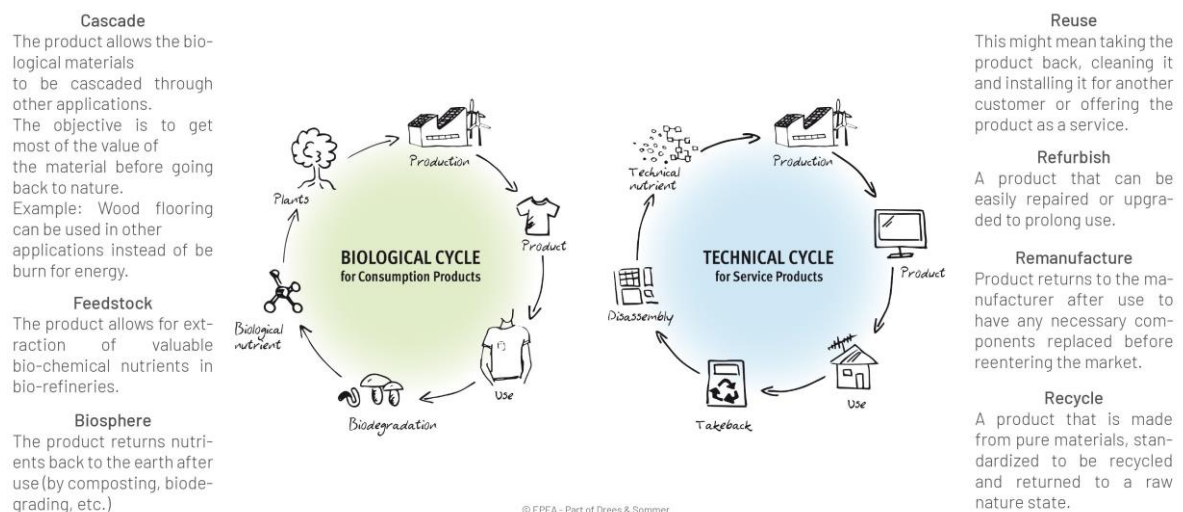 Cascade
The product allows the bio-
logical materials
to be cascaded through
other applications.
The objective is to get
most of the value of
the material before going
back to nature.
Example: Wood flooring
can be used in other
applications instead of be
burn for energy.
Feedstock
The product allows for ext-
raction of valuable
bio-chemical nutrients in
bio-refineries.
Biosphere
The product returns nutri-
ents back to the earth after
use (by composting, biode-
grading, etc.)
Production
Plants
Product
BIOLOGICAL CYCLE
for Consumption Products
Biological
nutrient
Use
Biodegradation
Production
Technical
nutrient
Product
TECHNICAL CYCLE
for Service Products
Disassembly
Use
Takeback
© EPEA - Part of Drees & Sommer
Reuse
This might mean taking the
product back, cleaning it
and installing it for another
customer or offering the
product as a service.
Refurbish
A product that can be
easily repaired or upgra-
ded to prolong use.
Remanufacture
Product returns to the ma-
nufacturer after use to
have any necessary com-
ponents replaced before
reentering the market.
Recycle
A product that is made
from pure materials, stan-
dardized to be recycled
and returned to a raw
nature state.